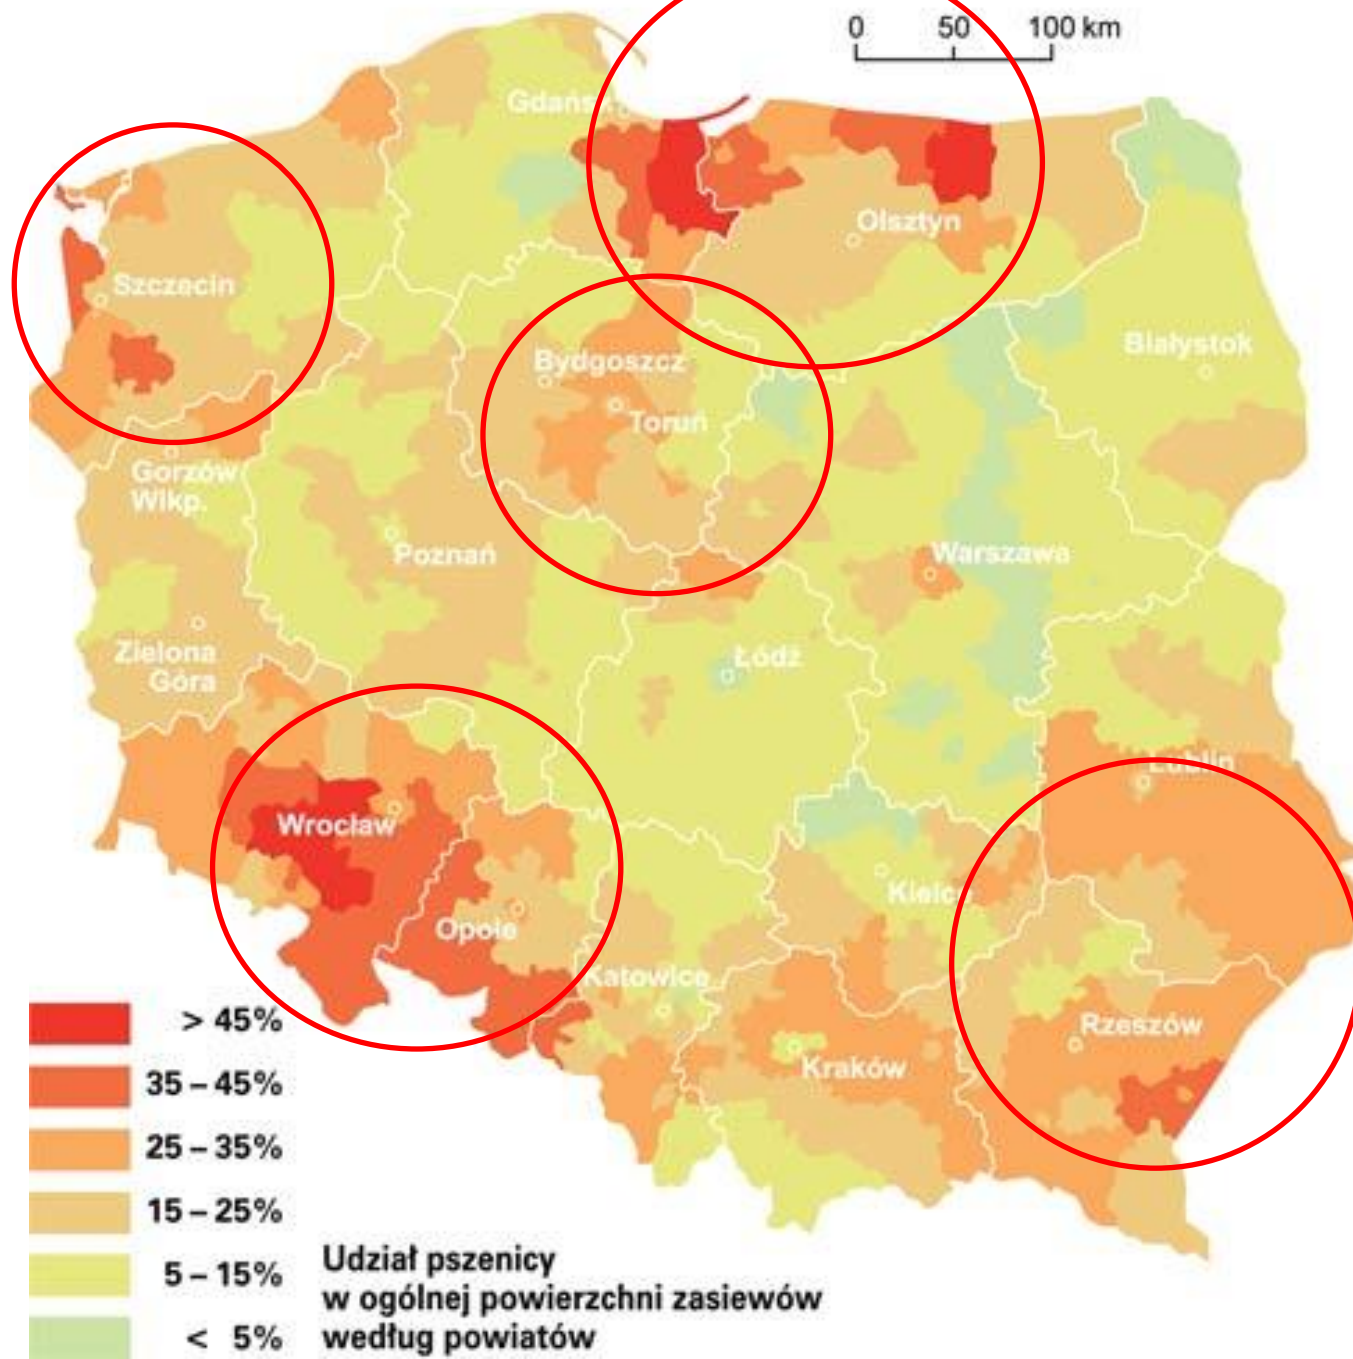 0 50 100 km
Gdańsk
Olsztyn
Szczecin
Białystok
Bydgoszcz
Toruń
Gorzów
Wlkp.
Poznań
Warszawa
Zielona
Góra
Łódź
Lublin
Wrocław
Kielce
Opole
Katowice
Rzeszów
Kraków
> 45%
35 – 45%
25 – 35%
15 – 25%
5 – 15%
< 5%
Udział pszenicy
w ogólnej powierzchni zasiewów
według powiatów